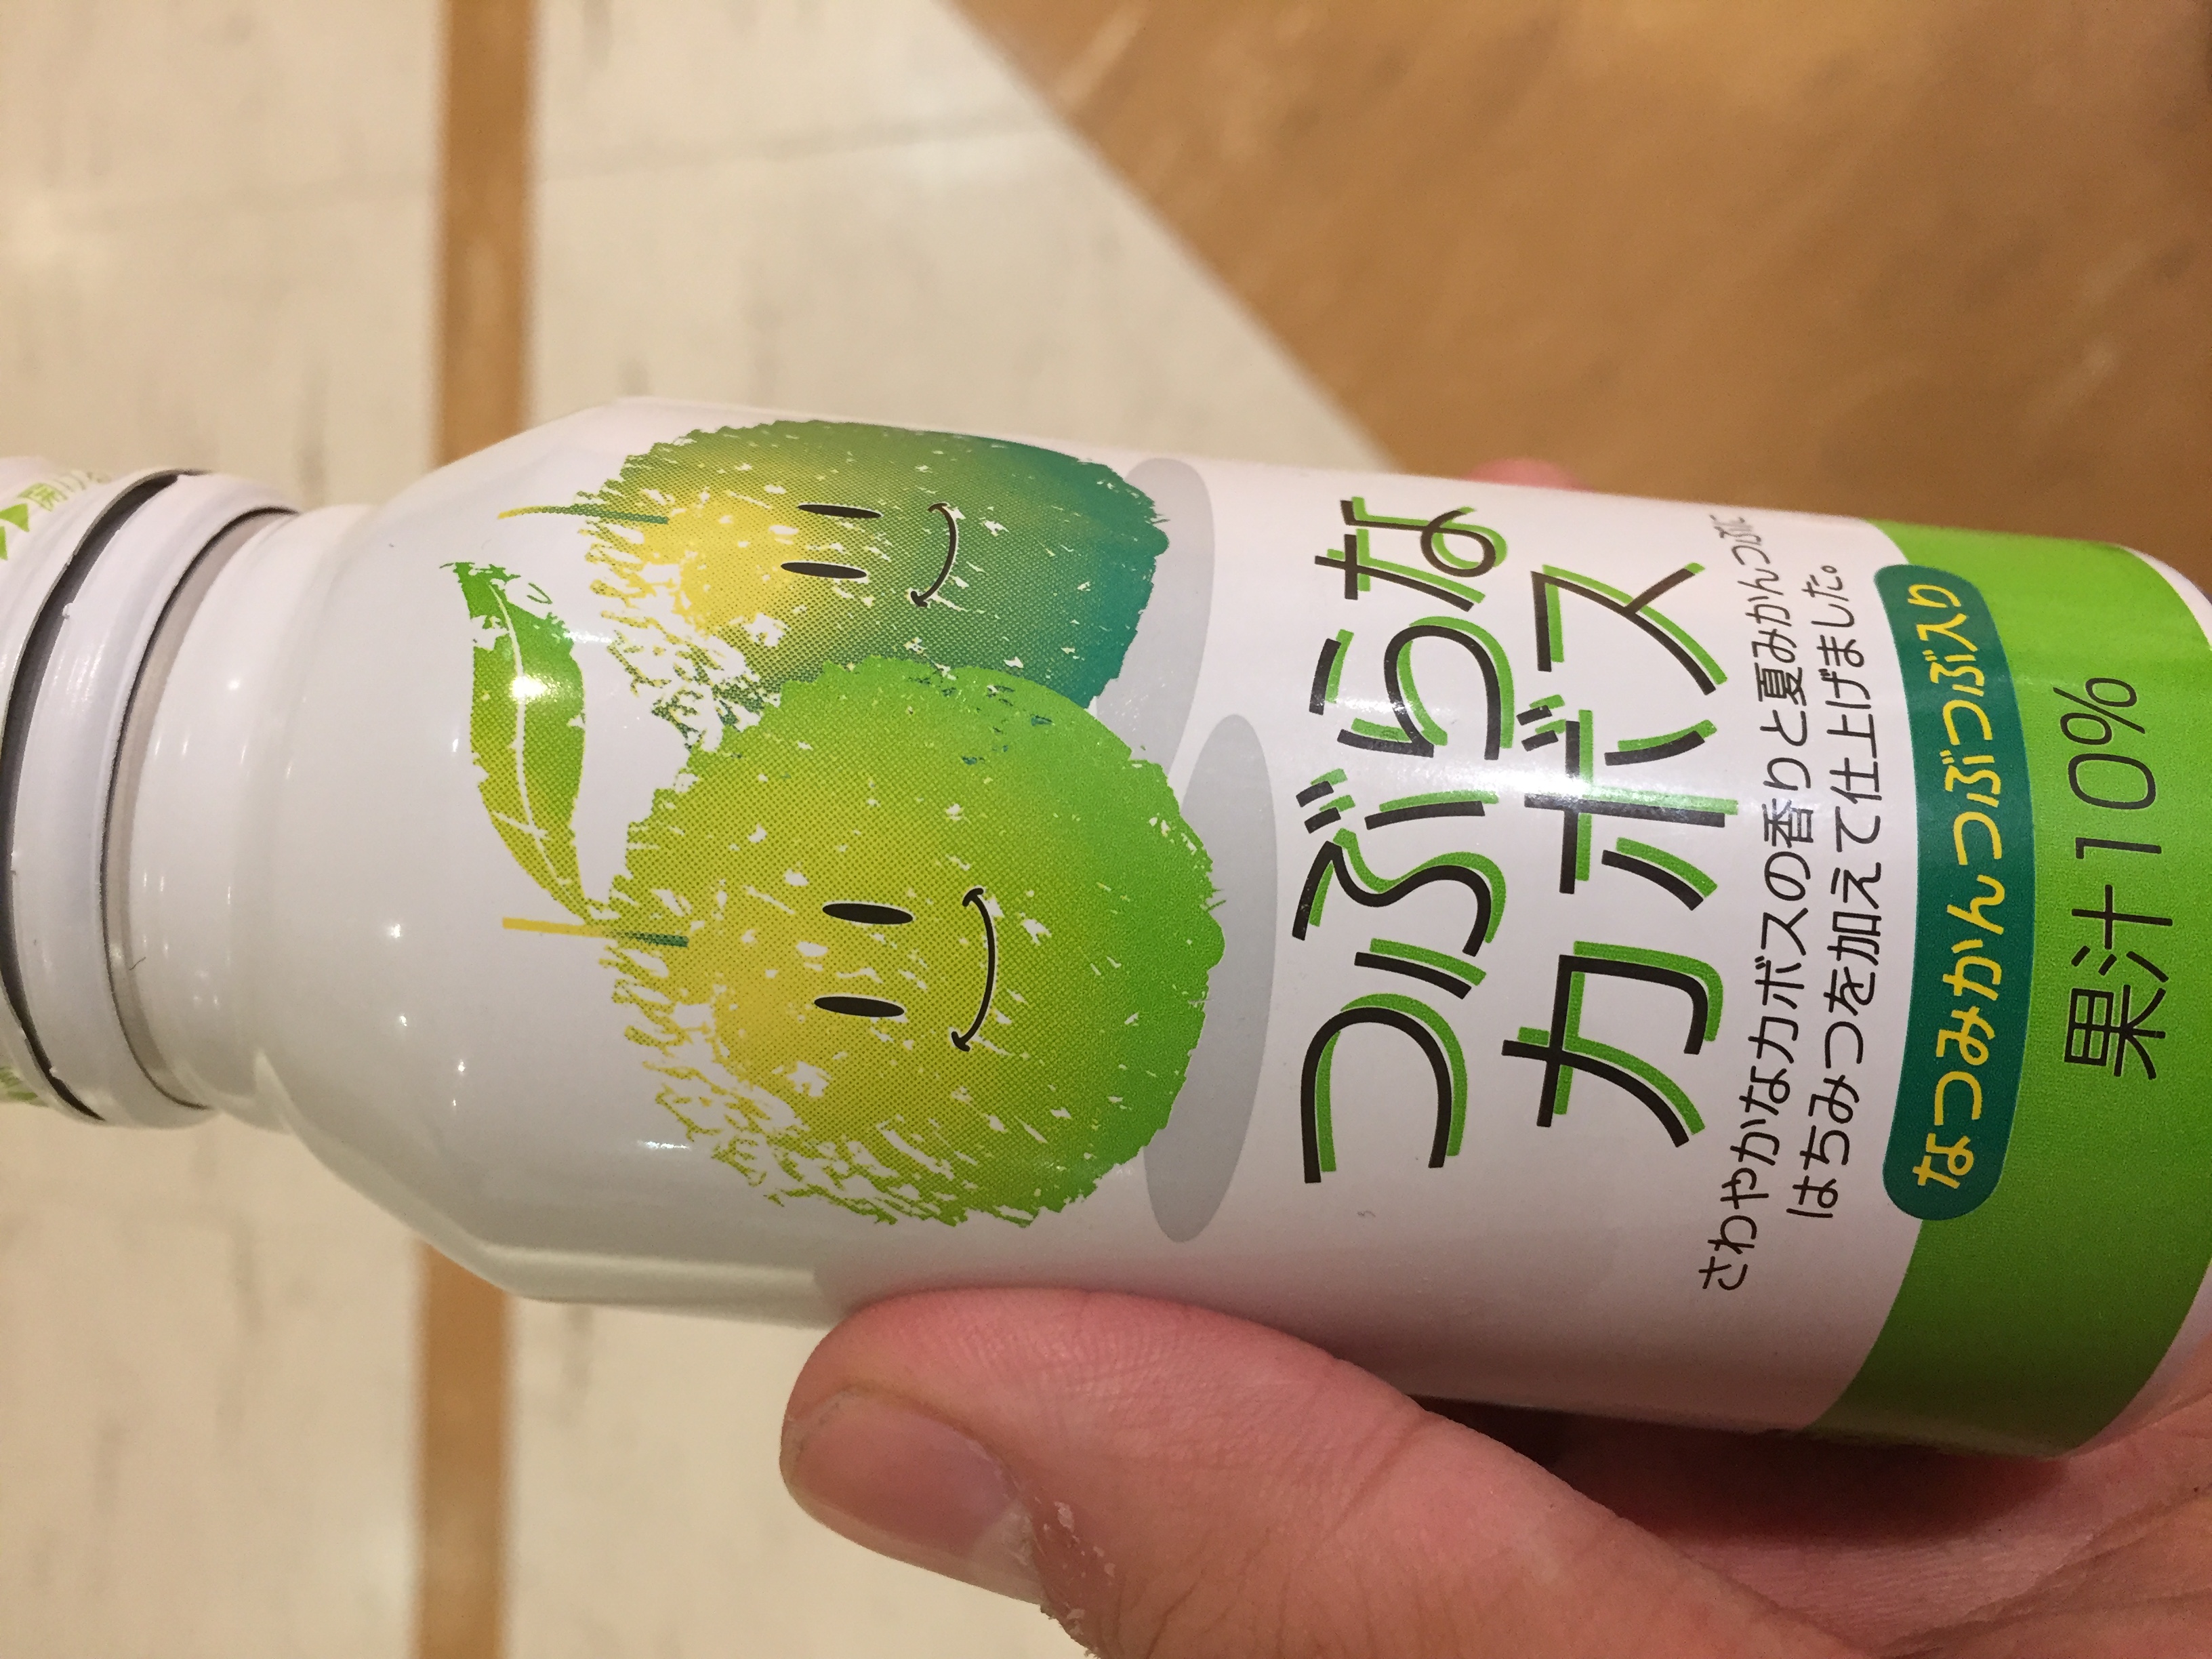 つぶらな
カボス
さわやかなカボスの香りと夏みかんつぶに
はちみつを加えて仕上げました。
なつみかんつぶつぶ入り
果汁10%